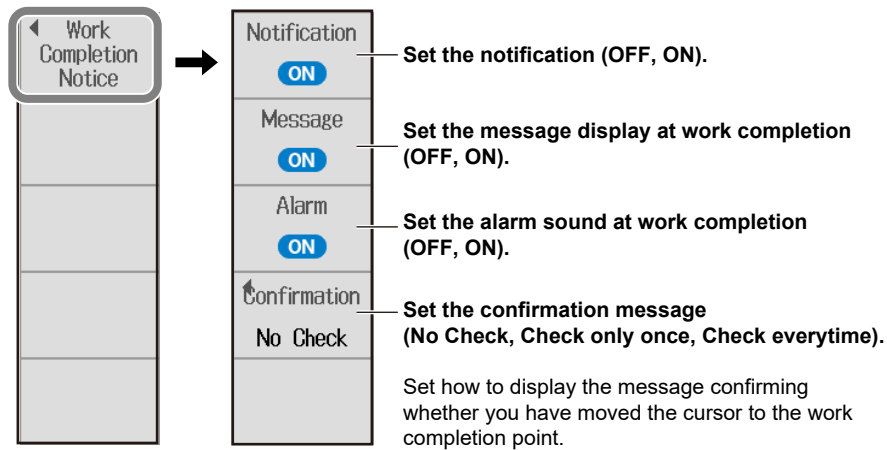 Work
Completion
Notice
Notification
ON
Set the notification (OFF, ON).
Message
ON
Set the message display at work completion
(OFF, ON).
Alarm
ON
Set the alarm sound at work completion
(OFF, ON).
Confirmation
No Check
Set the confirmation message
(No Check, Check only once, Check everytime).
Set how to display the message confirming
whether you have moved the cursor to the work
completion point.